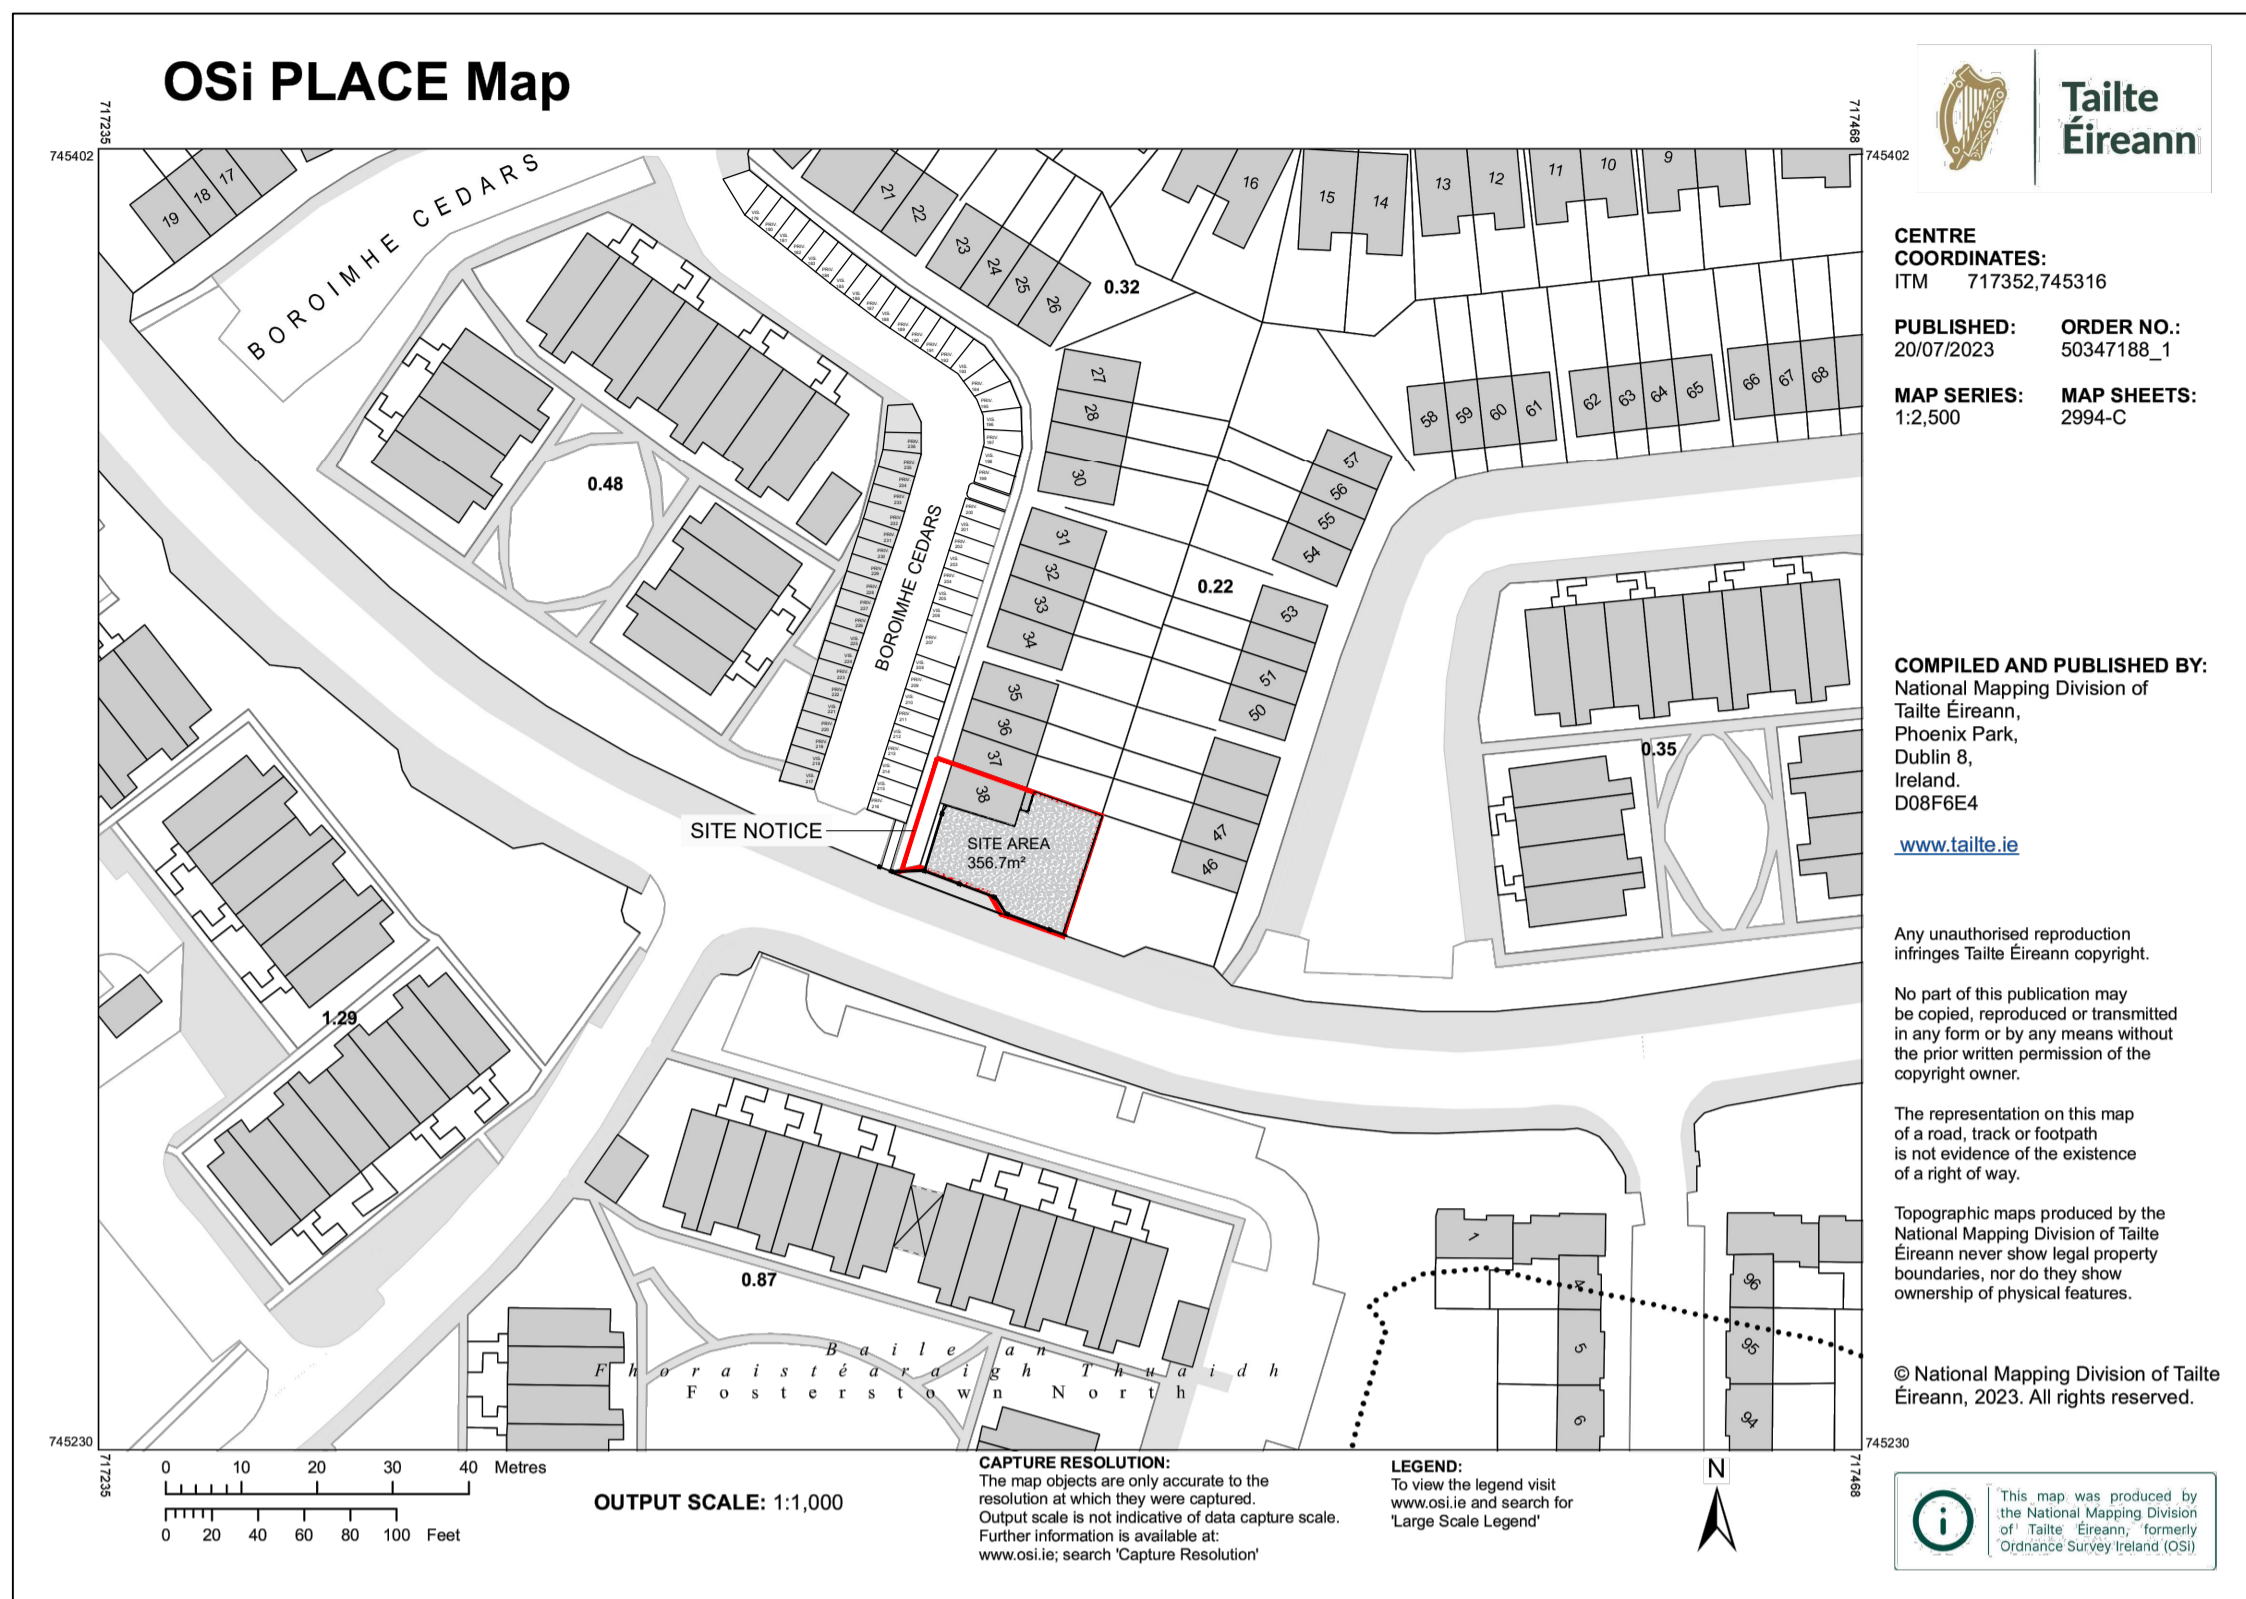 OSi PLACE Map
Tailte
Éireann
717235
717468
745402
745402
CENTRE
COORDINATES:
ITM 717352,745316
PUBLISHED: ORDER NO.:
20/07/2023 50347188_1
MAP SERIES: MAP SHEETS:
1:2,500 2994-C
COMPILED AND PUBLISHED BY:
National Mapping Division of
Tailte Éireann,
Phoenix Park,
Dublin 8,
Ireland.
D08F6E4
www.tailte.ie
Any unauthorised reproduction
infringes Tailte Éireann copyright.
No part of this publication may
be copied, reproduced or transmitted
in any form or by any means without
the prior written permission of the
copyright owner.
The representation on this map
of a road, track or footpath
is not evidence of the existence
of a right of way.
Topographic maps produced by the
National Mapping Division of Tailte
Éireann never show legal property
boundaries, nor do they show
ownership of physical features.
© National Mapping Division of Tailte
Éireann, 2023. All rights reserved.
19
18
17
BOROIMHE CEDARS
21
22
23
24
25
26
16
15
14
13
12
11
10
9
0.32
27
28
30
58
59
60
61
62
63
64
65
66
67
68
57
56
55
54
0.48
BOROIMHE CEDARS
31
32
33
34
0.22
53
51
50
35
36
37
38
47
46
0.35
SITE NOTICE
SITE AREA
356.7m²
1.29
0.87
1
4
5
6
96
95
94
Baile an
Fhoraistéaraigh Thuaidh
Fosterstown North
745230
745230
717235
717468
0 10 20 30 40 Metres
0 20 40 60 80 100 Feet
OUTPUT SCALE: 1:1,000
CAPTURE RESOLUTION:
The map objects are only accurate to the
resolution at which they were captured.
Output scale is not indicative of data capture scale.
Further information is available at:
www.osi.ie; search 'Capture Resolution'
LEGEND:
To view the legend visit
www.osi.ie and search for
'Large Scale Legend'
N
This map was produced by
the National Mapping Division
of Tailte Éireann, formerly
Ordnance Survey Ireland (OSi)